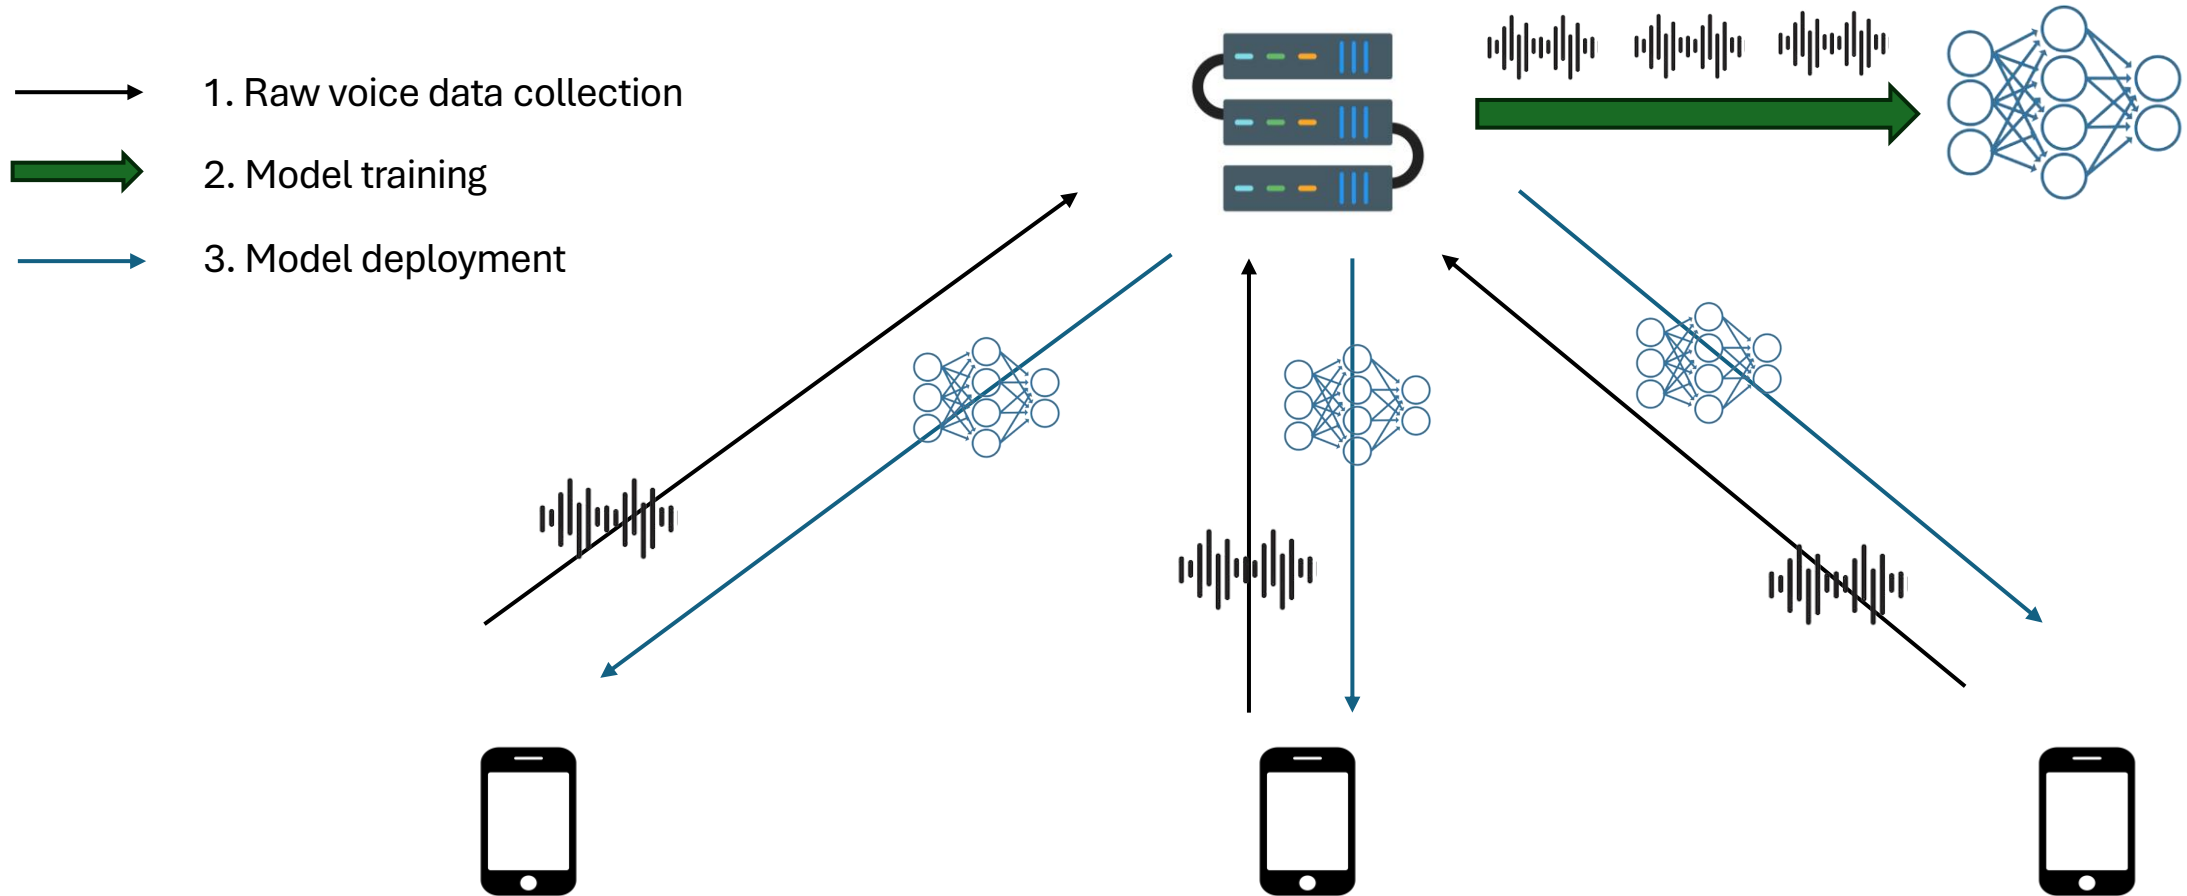 1. Raw voice data collection
2. Model training
3. Model deployment